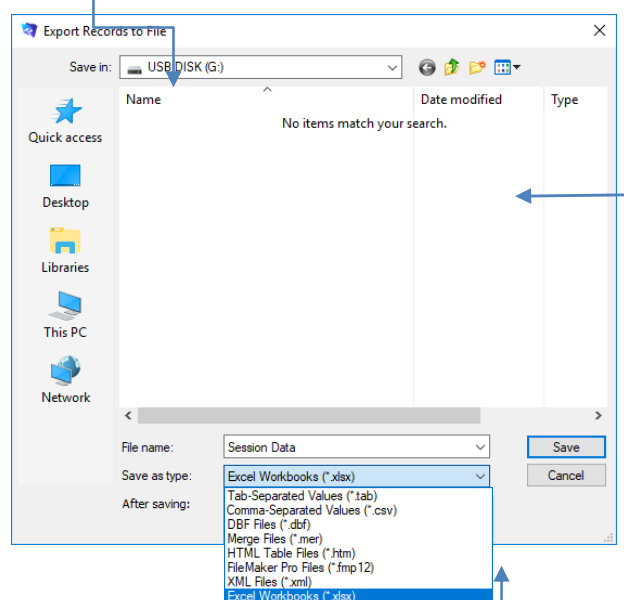 Export Records to File
Save in: USB DISK (G:)
Name Date modified Type
No items match your search.
Quick access
Desktop
Libraries
This PC
Network
File name: Session Data Save
Save as type: Excel Workbooks (*.xlsx) Cancel
After saving:
Tab-Separated Values (*.tab)
Comma-Separated Values (*.csv)
DBF Files (*.dbf)
Merge Files (*.mer)
HTML Table Files (*.htm)
FileMaker Pro Files (*.fmp12)
XML Files (*.xml)
Excel Workbooks (*.xlsx)